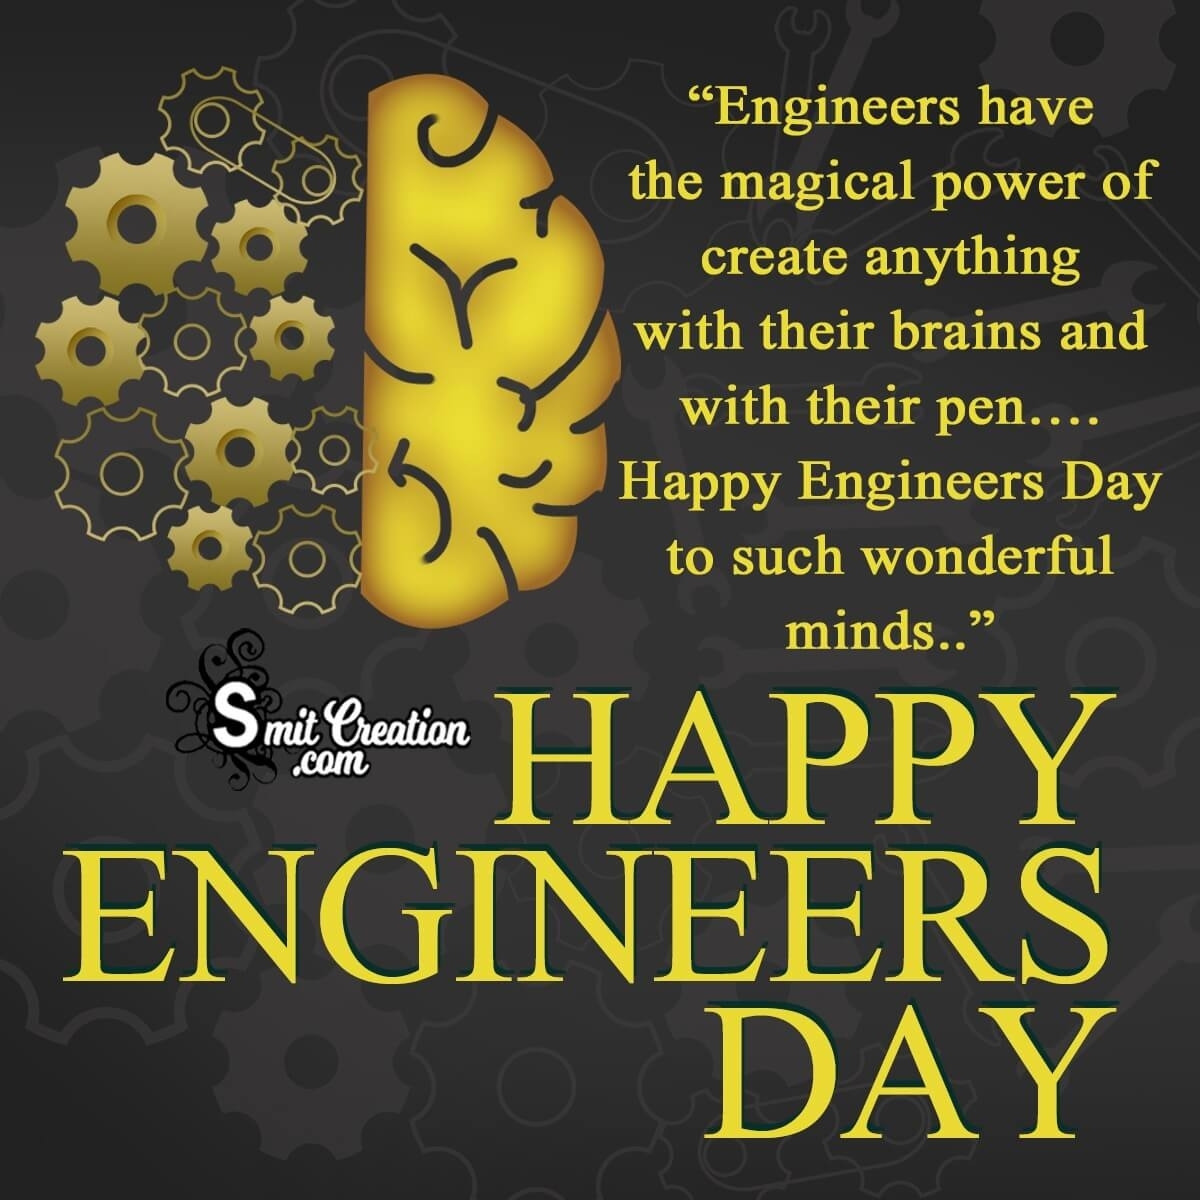 “Engineers have
the magical power of
create anything
with their brains and
with their pen....
Happy Engineers Day
to such wonderful
minds..”
Smit Creation
.com
HAPPY
ENGINEERS
DAY